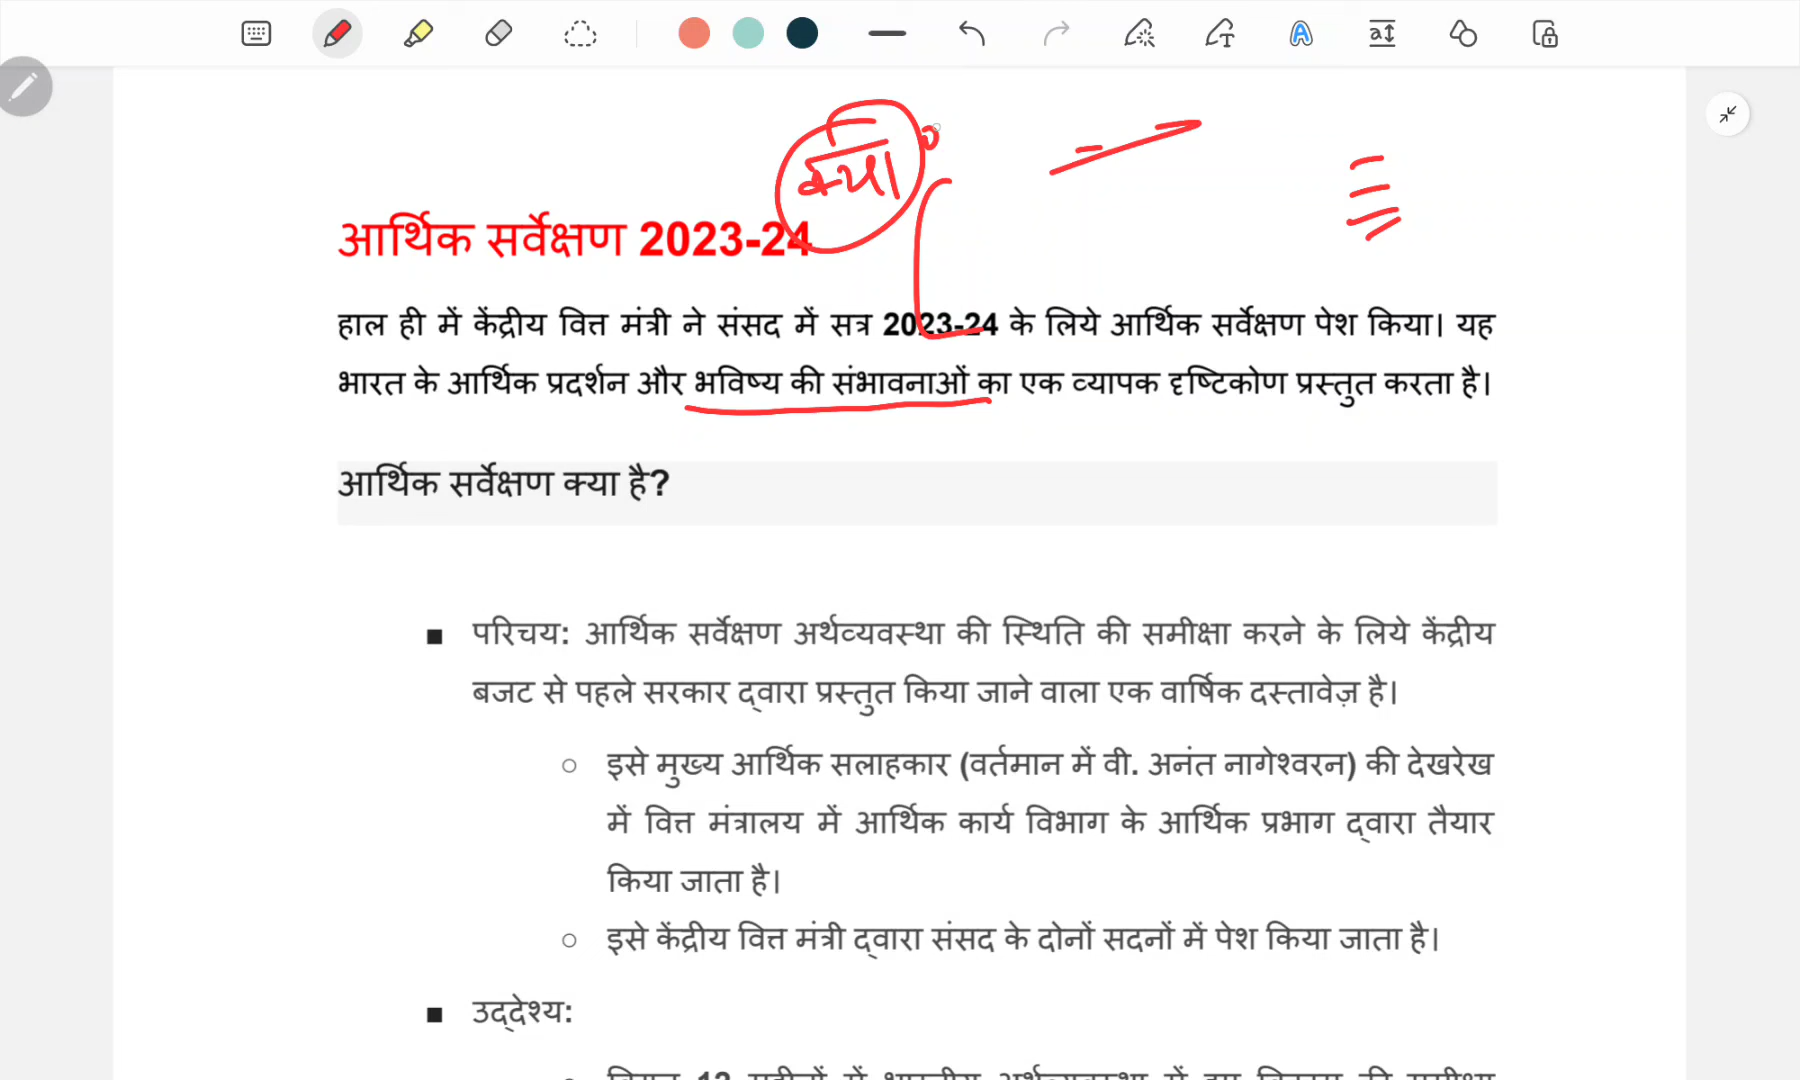 क्या
आर्थिक सर्वेक्षण 2023-24
हाल ही में केंद्रीय वित्त मंत्री ने संसद में सत्र 2023-24 के लिये आर्थिक सर्वेक्षण पेश किया। यह
भारत के आर्थिक प्रदर्शन और भविष्य की संभावनाओं का एक व्यापक दृष्टिकोण प्रस्तुत करता है।
आर्थिक सर्वेक्षण क्या है?
■ परिचय: आर्थिक सर्वेक्षण अर्थव्यवस्था की स्थिति की समीक्षा करने के लिये केंद्रीय
बजट से पहले सरकार द्वारा प्रस्तुत किया जाने वाला एक वार्षिक दस्तावेज़ है।
○ इसे मुख्य आर्थिक सलाहकार (वर्तमान में वी. अनंत नागेश्वरन) की देखरेख
में वित्त मंत्रालय में आर्थिक कार्य विभाग के आर्थिक प्रभाग द्वारा तैयार
किया जाता है।
○ इसे केंद्रीय वित्त मंत्री द्वारा संसद के दोनों सदनों में पेश किया जाता है।
■ उद्देश्य: